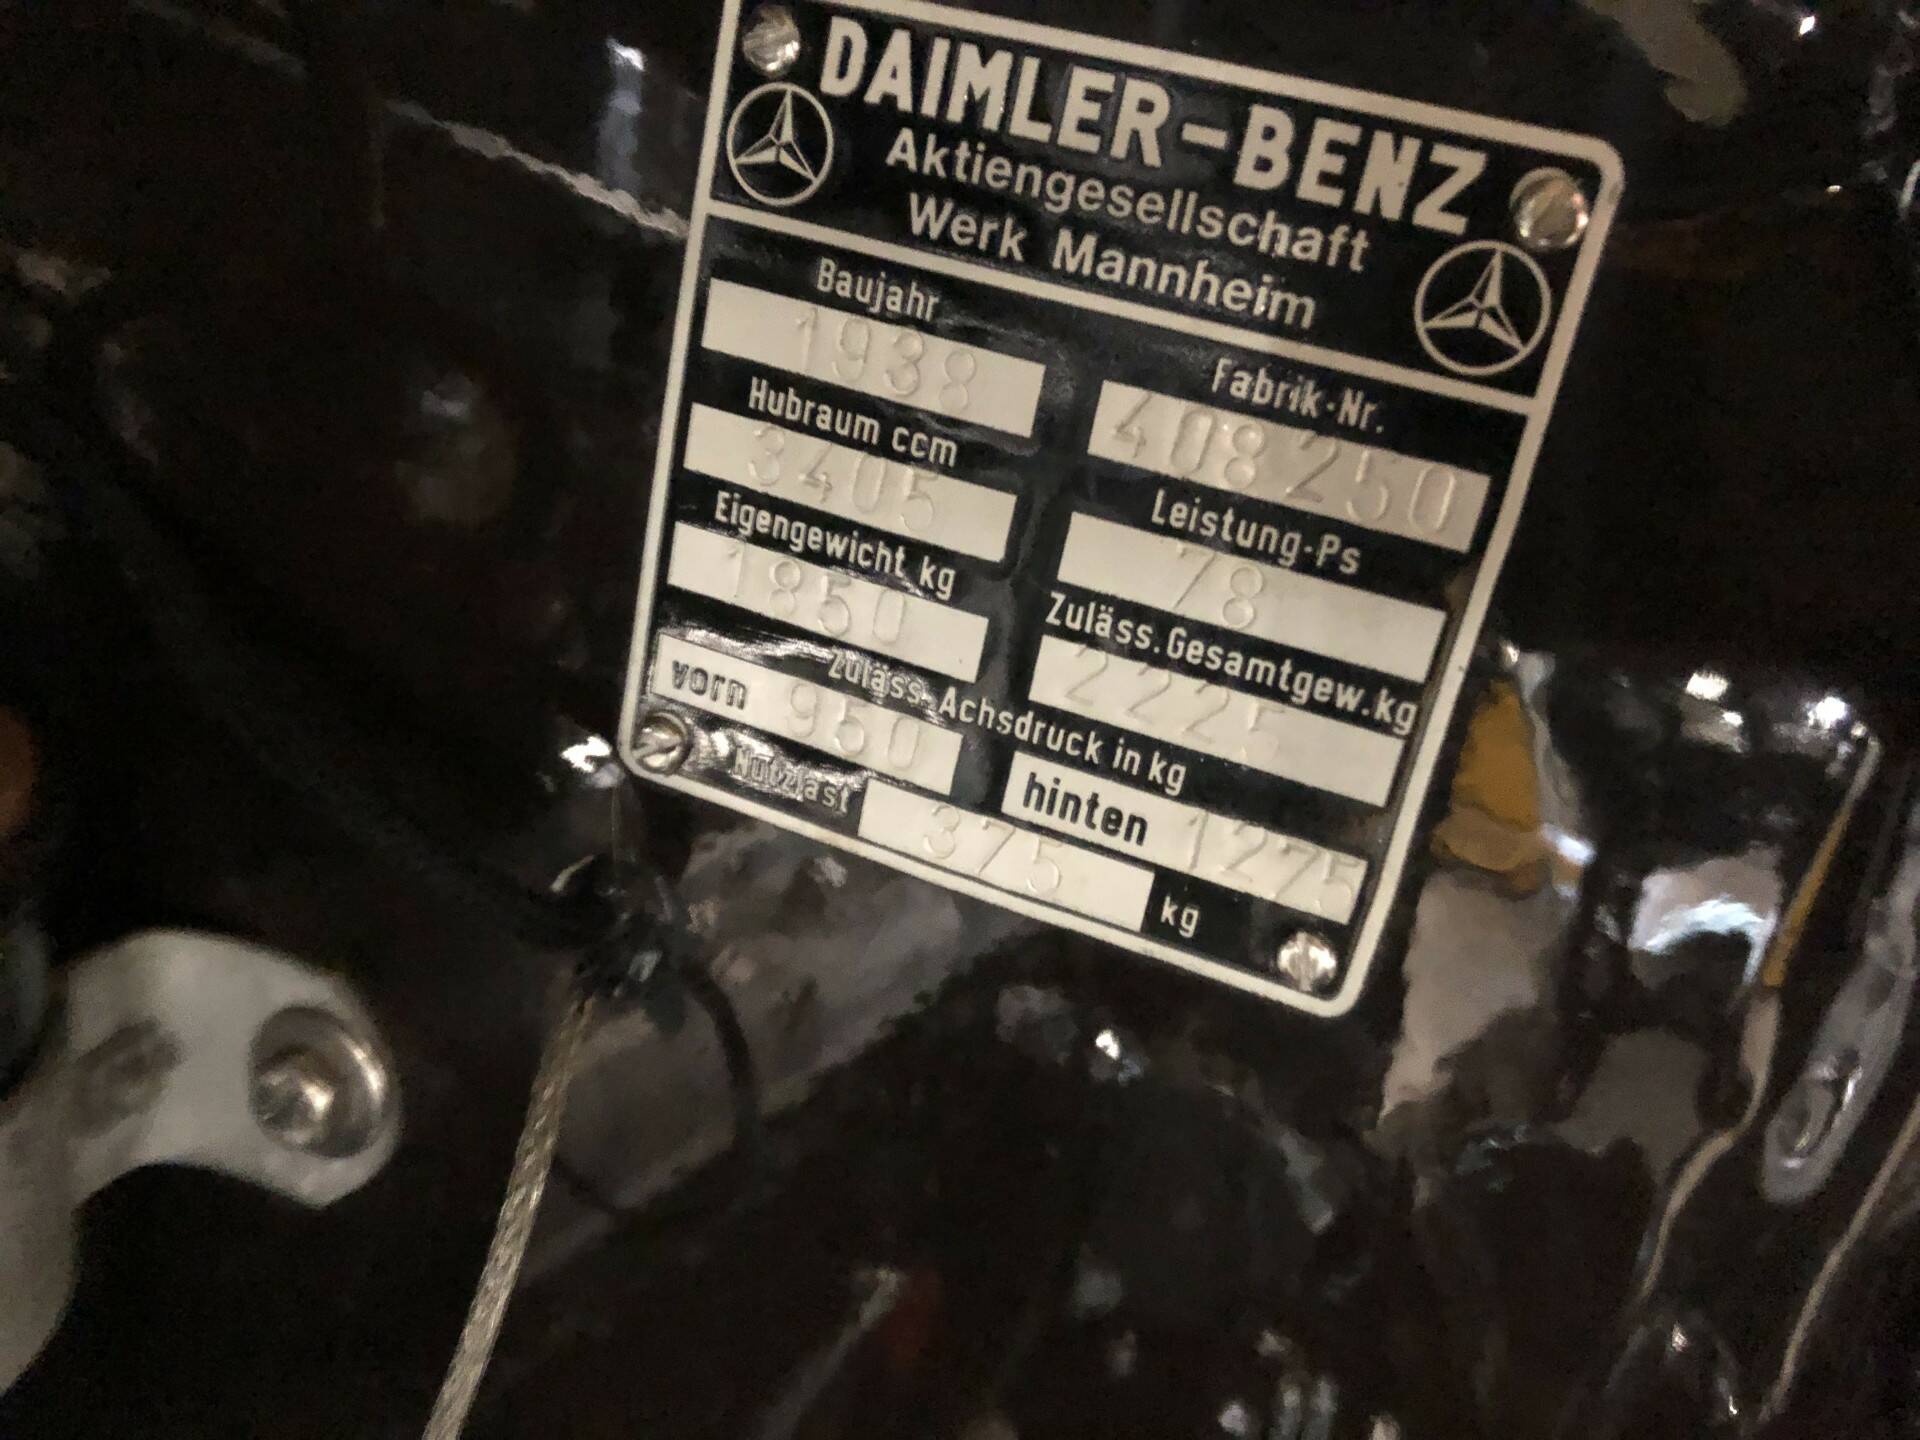 DAIMLER-BENZ
Aktiengesellschaft
Werk Mannheim
Baujahr
1938
Fabrik-Nr.
408250
Hubraum ccm
3405
Leistung-Ps
78
Eigengewicht kg
1850
Zuläss.Gesamtgew.kg
2225
Zuläss.Achsdruck in kg
vorn 950
hinten 1275
Nutzlast 375 kg